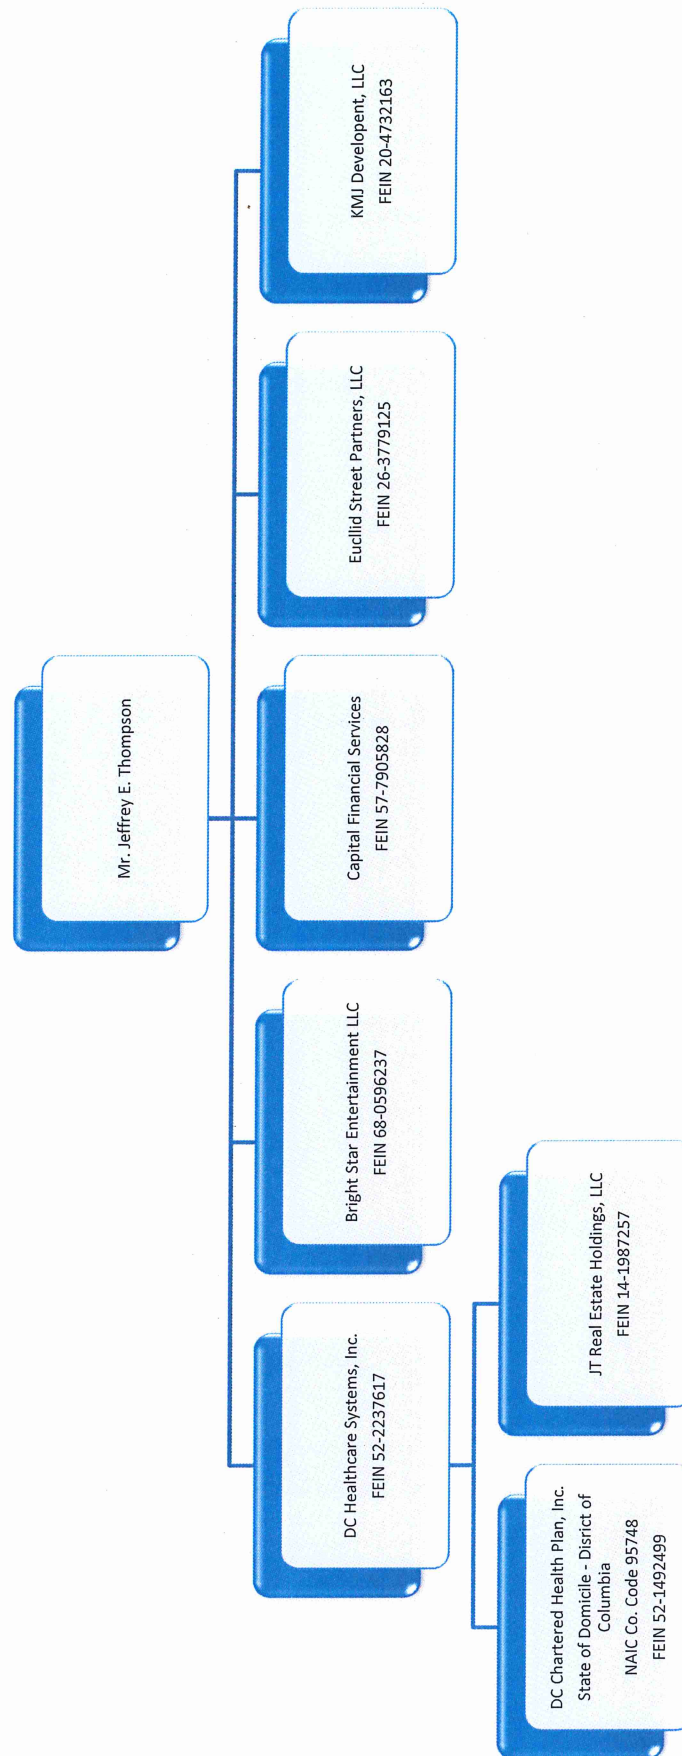 Mr. Jeffrey E. Thompson
DC Healthcare Systems, Inc.
FEIN 52-2237617
Bright Star Entertainment LLC
FEIN 68-0596237
Capital Financial Services
FEIN 57-7905828
Eucllid Street Partners, LLC
FEIN 26-3779125
KMJ Developent, LLC
FEIN 20-4732163
DC Chartered Health Plan, Inc.
State of Domicile - Disrict of
Columbia
NAIC Co. Code 95748
FEIN 52-1492499
JT Real Estate Holdings, LLC
FEIN 14-1987257